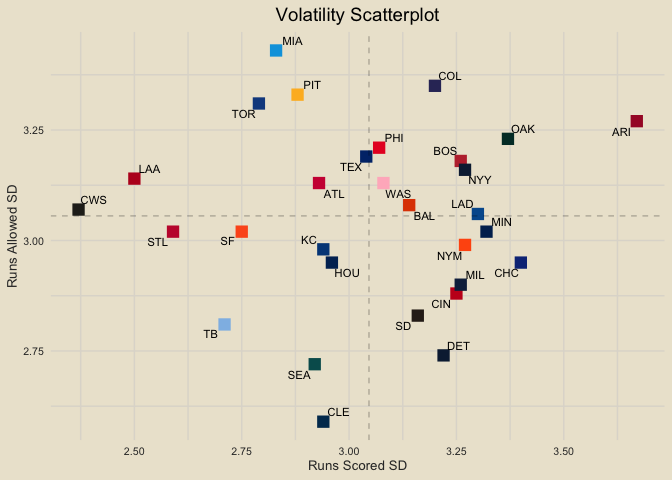 Volatility Scatterplot
MIA
COL
PIT
TOR
OAK
ARI
PHI
BOS
TEX
NYY
LAA
ATL
WAS
CWS
LAD
BAL
MIN
STL
SF
KC
NYM
HOU
CHC
MIL
CIN
TB
SD
DET
SEA
CLE
3.25
3.00
2.75
Runs Allowed SD
2.50
2.75
3.00
3.25
3.50
Runs Scored SD